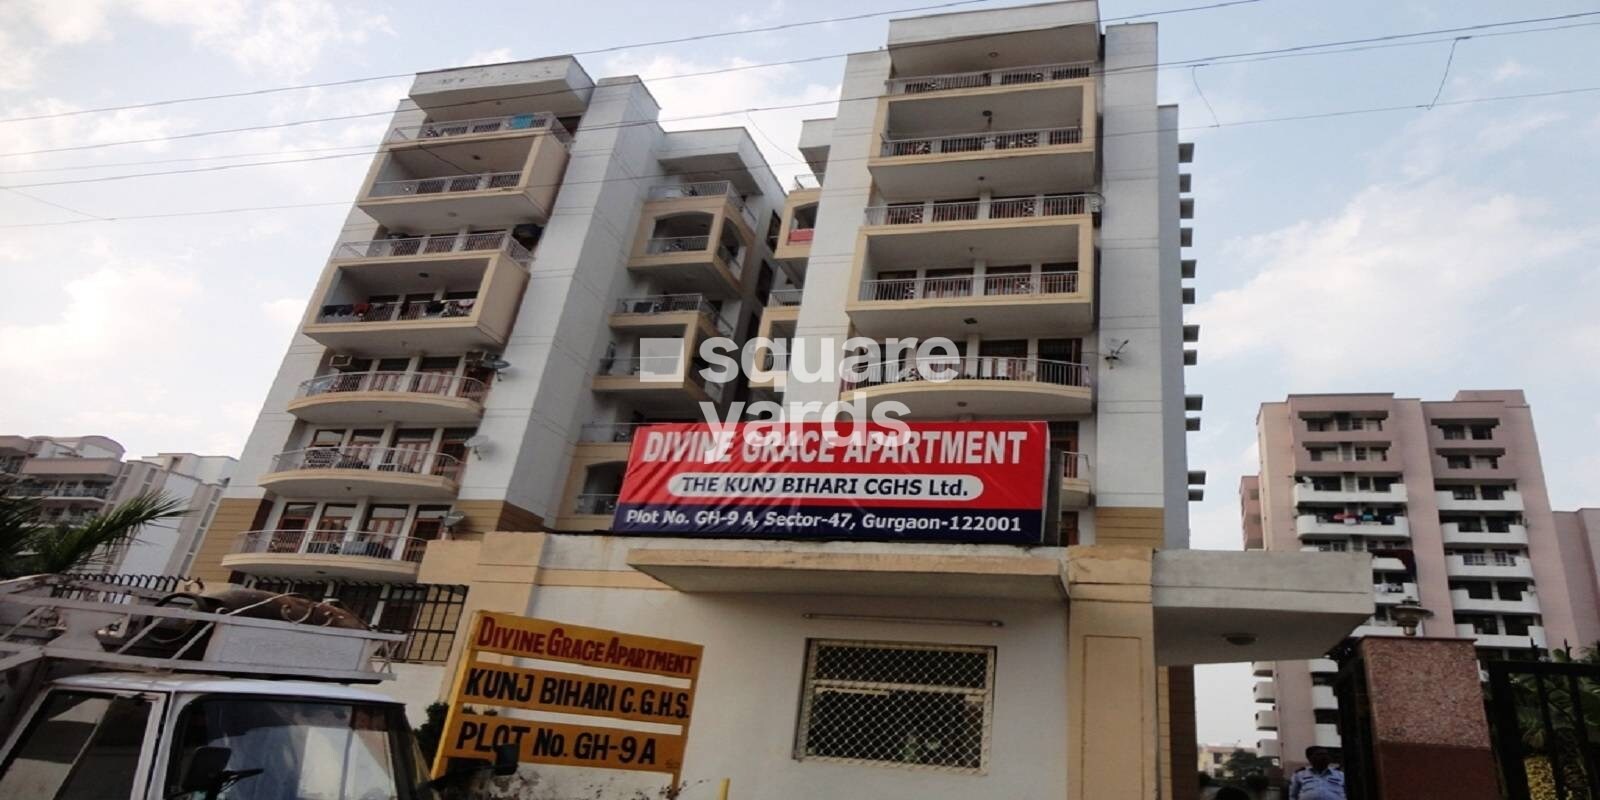 square
yards
DIVINE GRACE APARTMENT
THE KUNJ BIHARI CGHS Ltd.
Plot No. GH-9 A, Sector-47, Gurgaon-122001
DIVINE GRACE APARTMENT
KUNJ BIHARI C.G.H.S.
PLOT NO. GH-9A